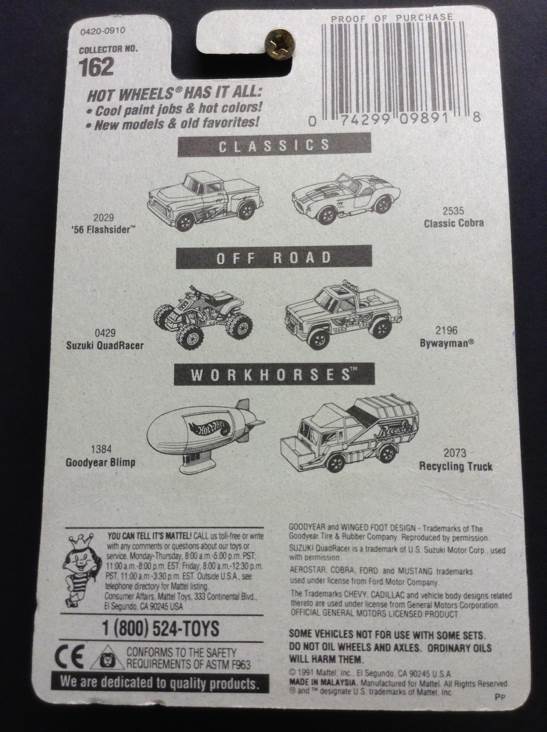 0420-0910
COLLECTOR NO.
162
PROOF OF PURCHASE
0 74299 09891 8
HOT WHEELS® HAS IT ALL:
• Cool paint jobs & hot colors!
• New models & old favorites!
CLASSICS
2029
'56 Flashsider™
2535
Classic Cobra
OFF ROAD
0429
Suzuki QuadRacer
2196
Bywayman®
WORKHORSES™
1384
Goodyear Blimp
Hot Wheels
2073
Recycling Truck
YOU CAN TELL IT'S MATTEL! CALL us toll-free or write
with any comments or questions about our toys or
service. Monday-Thursday, 8:00 a.m.-5:00 p.m. PST,
11:00 a.m.-8:00 p.m. EST. Friday, 8:00 a.m.-12:30 p.m.
PST, 11:00 a.m.-3:30 p.m. EST. Outside U.S.A., see
telephone directory for Mattel listing.
Consumer Affairs, Mattel Toys, 333 Continental Blvd.,
El Segundo, CA 90245 USA
1 (800) 524-TOYS
CE
CONFORMS TO THE SAFETY
REQUIREMENTS OF ASTM F963
We are dedicated to quality products.
GOODYEAR and WINGED FOOT DESIGN - Trademarks of The
Goodyear Tire & Rubber Company. Reproduced by permission.
SUZUKI QuadRacer is a trademark of U.S. Suzuki Motor Corp., used
with permission.
AEROSTAR, COBRA, FORD and MUSTANG trademarks
used under license from Ford Motor Company.
The Trademarks CHEVY, CADILLAC and vehicle body designs related
thereto are used under license from General Motors Corporation.
OFFICIAL GENERAL MOTORS LICENSED PRODUCT.
SOME VEHICLES NOT FOR USE WITH SOME SETS.
DO NOT OIL WHEELS AND AXLES. ORDINARY OILS
WILL HARM THEM.
© 1991 Mattel, Inc., El Segundo, CA 90245 U.S.A.
MADE IN MALAYSIA. Manufactured for Mattel. All Rights Reserved.
® and ™ designate U.S. trademarks of Mattel, Inc.
PP